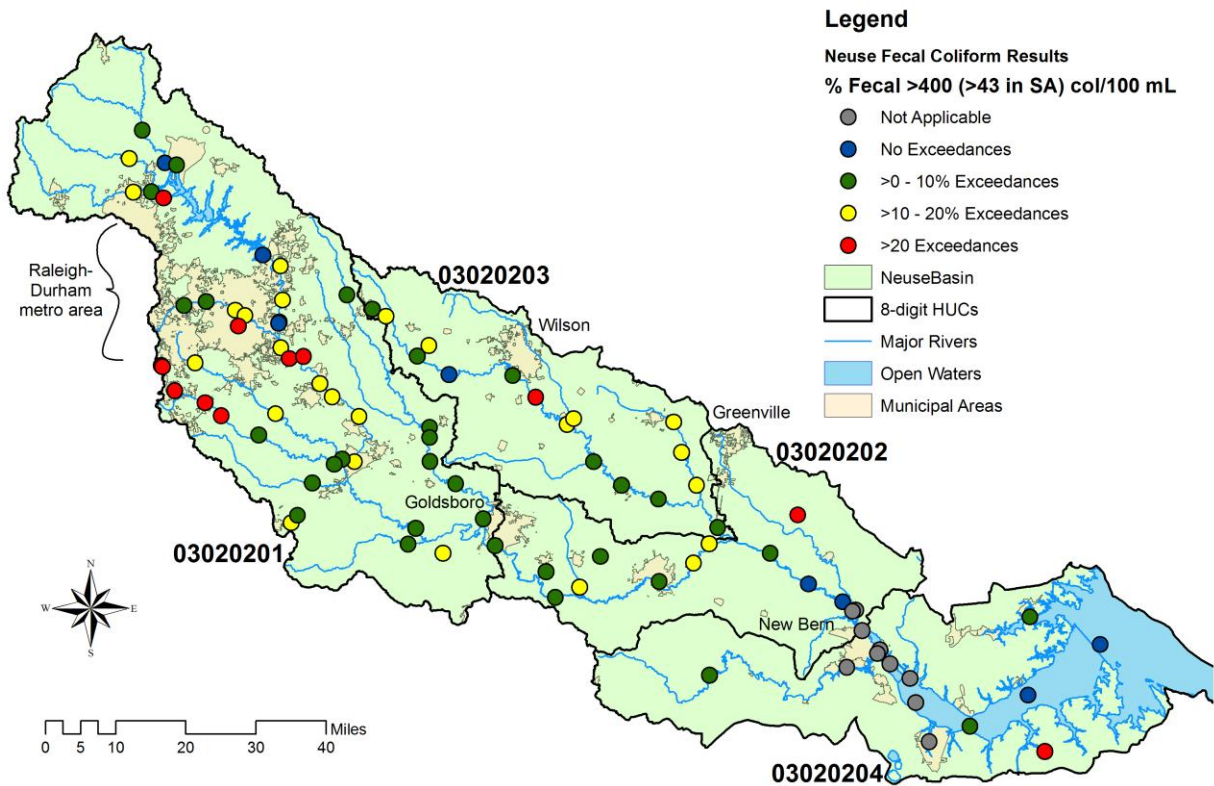 Legend
Neuse Fecal Coliform Results
% Fecal >400 (>43 in SA) col/100 mL
Not Applicable
No Exceedances
>0 - 10% Exceedances
>10 - 20% Exceedances
>20 Exceedances
NeuseBasin
8-digit HUCs
Major Rivers
Open Waters
Municipal Areas
Raleigh-
Durham
metro area
03020203
Wilson
Greenville
03020202
Goldsboro
03020201
New Bern
03020204
N
W E
S
Miles
0 5 10 20 30 40